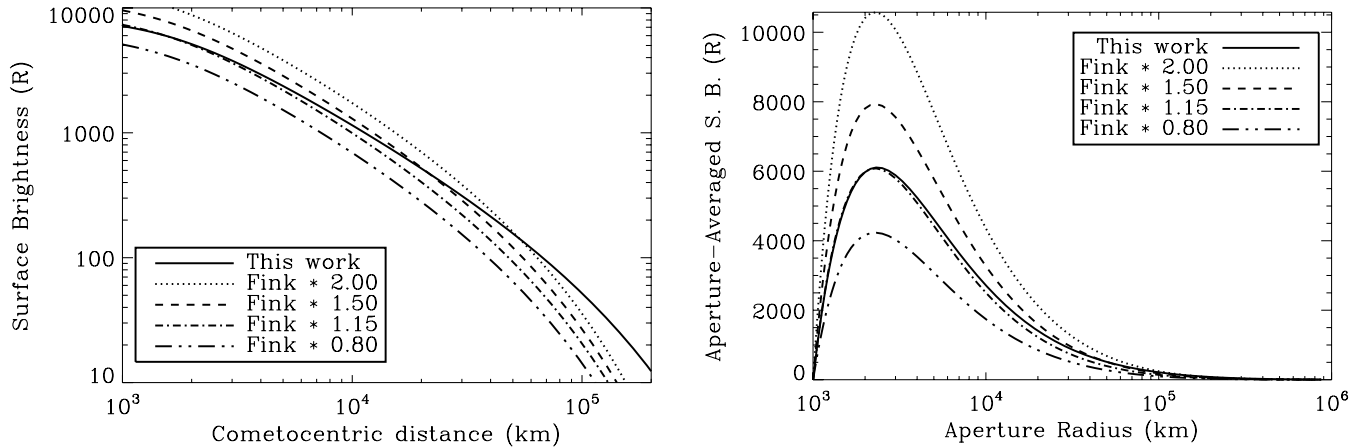 10000
1000
100
10
Surface Brightness (R)
This work
Fink * 2.00
Fink * 1.50
Fink * 1.15
Fink * 0.80
10³ 10⁴ 10⁵
Cometocentric distance (km)
10000
8000
6000
4000
2000
0
Aperture-Averaged S. B. (R)
This work
Fink * 2.00
Fink * 1.50
Fink * 1.15
Fink * 0.80
10³ 10⁴ 10⁵ 10⁶
Aperture Radius (km)